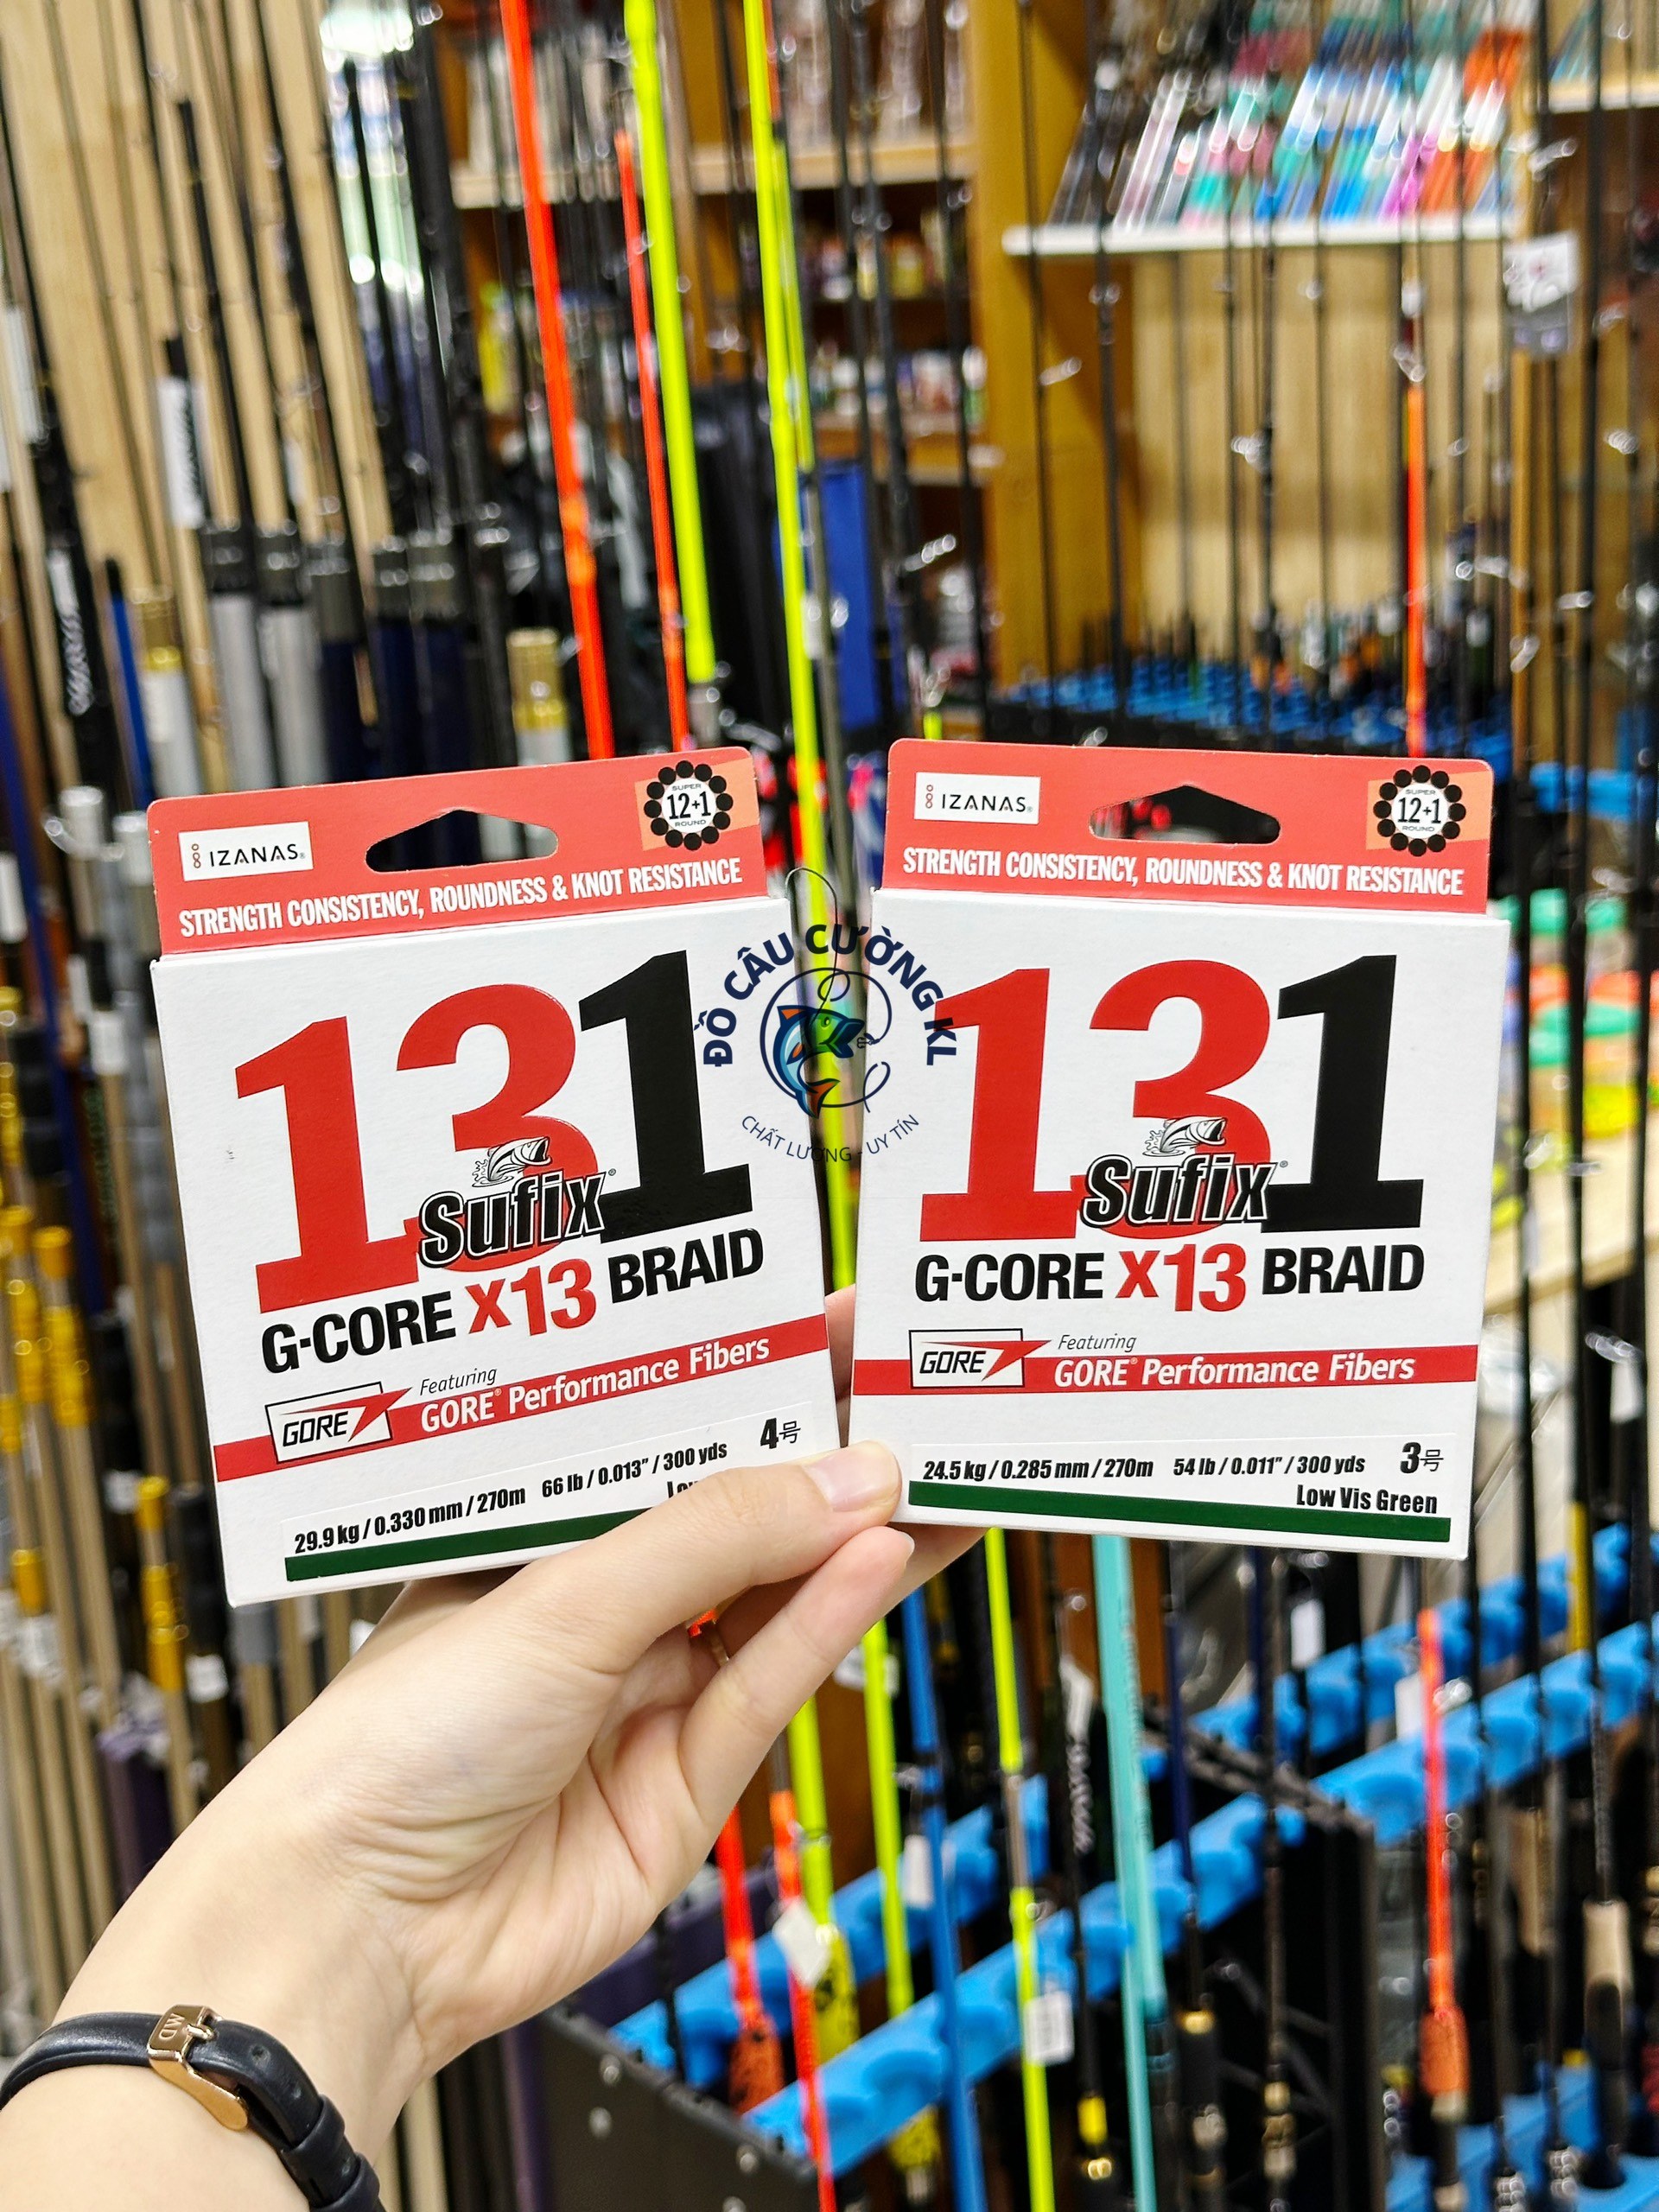 IZANAS
SUPER
12+1
ROUND
STRENGTH CONSISTENCY, ROUNDNESS & KNOT RESISTANCE
131
Sufix®
G-CORE X13 BRAID
GORE
Featuring
GORE® Performance Fibers
4号
29.9 kg / 0.330 mm / 270m 66 lb / 0.013" / 300 yds
IZANAS®
SUPER
12+1
ROUND
STRENGTH CONSISTENCY, ROUNDNESS & KNOT RESISTANCE
131
Sufix®
G-CORE X13 BRAID
GORE
Featuring
GORE® Performance Fibers
3号
24.5 kg / 0.285 mm / 270m 54 lb / 0.011" / 300 yds
Low Vis Green
ĐỒ CÂU CƯỜNG KL
CHẤT LƯỢNG - UY TÍN